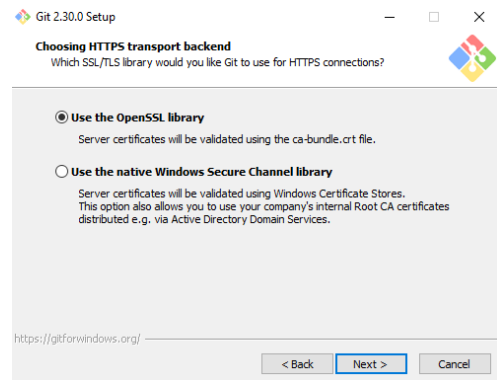 Git 2.30.0 Setup
Choosing HTTPS transport backend
Which SSL/TLS library would you like Git to use for HTTPS connections?
Use the OpenSSL library
Server certificates will be validated using the ca-bundle.crt file.
Use the native Windows Secure Channel library
Server certificates will be validated using Windows Certificate Stores.
This option also allows you to use your company's internal Root CA certificates
distributed e.g. via Active Directory Domain Services.
https://gitforwindows.org/
< Back Next > Cancel